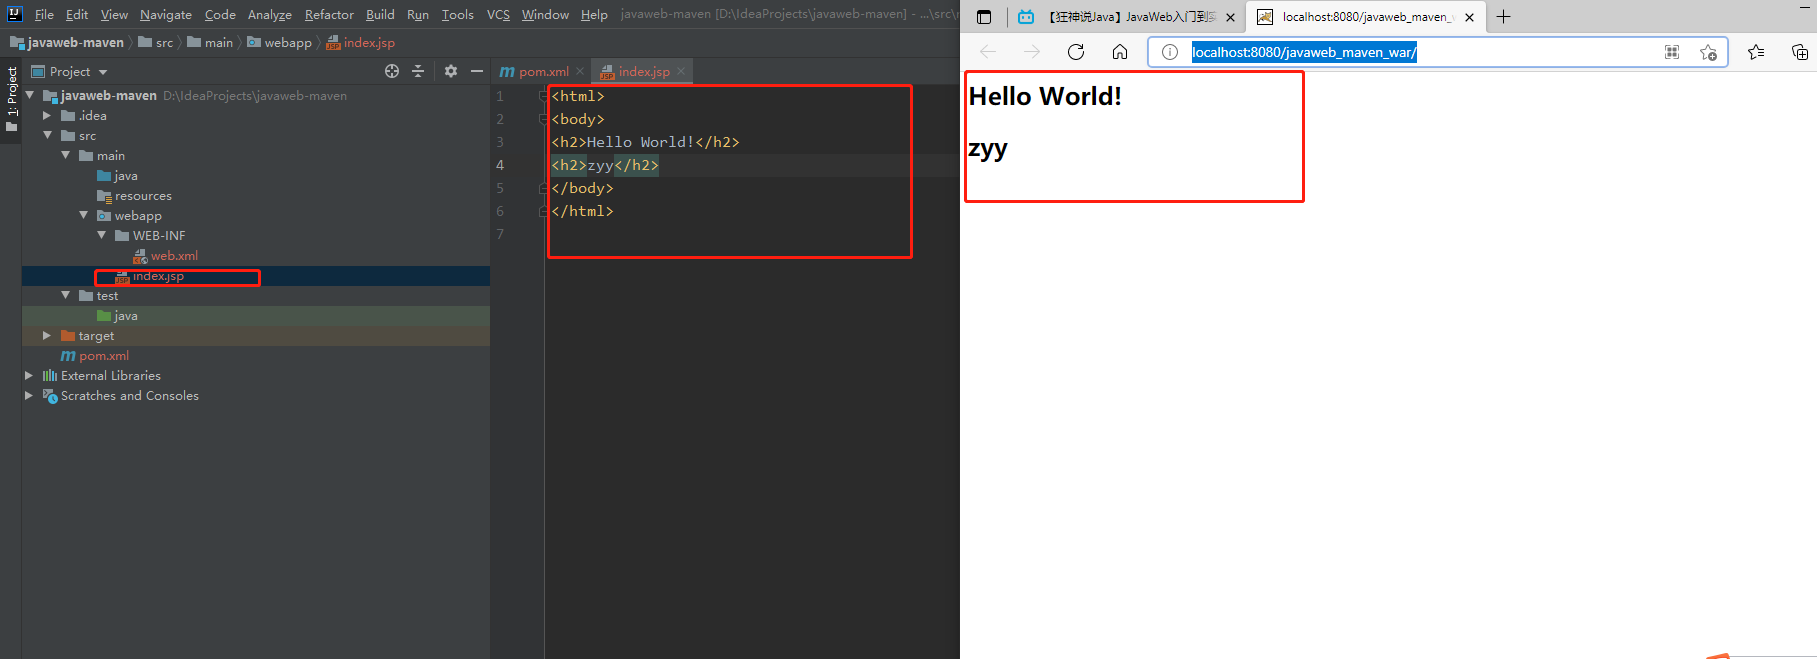 File Edit View Navigate Code Analyze Refactor Build Run Tools VCS Window Help javaweb-maven [D:\IdeaProjects\javaweb-maven] - ...\src\
javaweb-maven src main webapp index.jsp
1: Project
Project
javaweb-maven D:\IdeaProjects\javaweb-maven
.idea
src
main
java
resources
webapp
WEB-INF
web.xml
index.jsp
test
java
target
pom.xml
External Libraries
Scratches and Consoles
pom.xml index.jsp
1 <html>
2 <body>
3 <h2>Hello World!</h2>
4 <h2>zyy</h2>
5 </body>
6 </html>
7
【狂神说Java】JavaWeb入门到 localhost:8080/javaweb_maven_
localhost:8080/javaweb_maven_war/
Hello World!
zyy